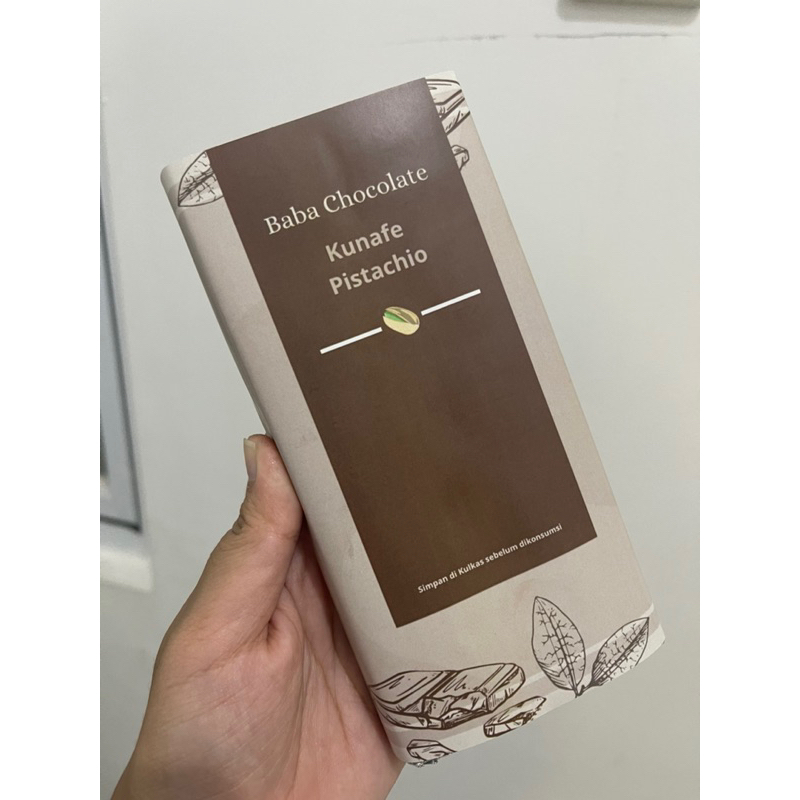 Baba Chocolate
Kunafe
Pistachio
Simpan di Kulkas sebelum dikonsumsi